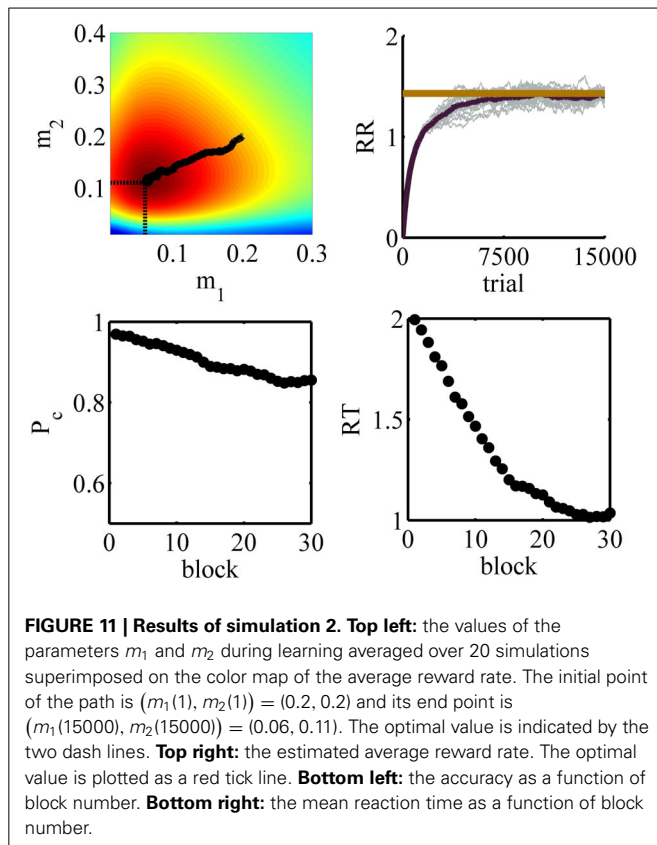 0.4
0.3
0.2
0.1
m2
0.1 0.2 0.3
m1
2
1
0
RR
0 7500 15000
trial
1
0.8
0.6
Pc
0 10 20 30
block
2
1.5
1
RT
0 10 20 30
block
FIGURE 11 | Results of simulation 2. Top left: the values of the
parameters m1 and m2 during learning averaged over 20 simulations
superimposed on the color map of the average reward rate. The initial point
of the path is (m1(1), m2(1)) = (0.2, 0.2) and its end point is
(m1(15000), m2(15000)) = (0.06, 0.11). The optimal value is indicated by the
two dash lines. Top right: the estimated average reward rate. The optimal
value is plotted as a red tick line. Bottom left: the accuracy as a function of
block number. Bottom right: the mean reaction time as a function of block
number.